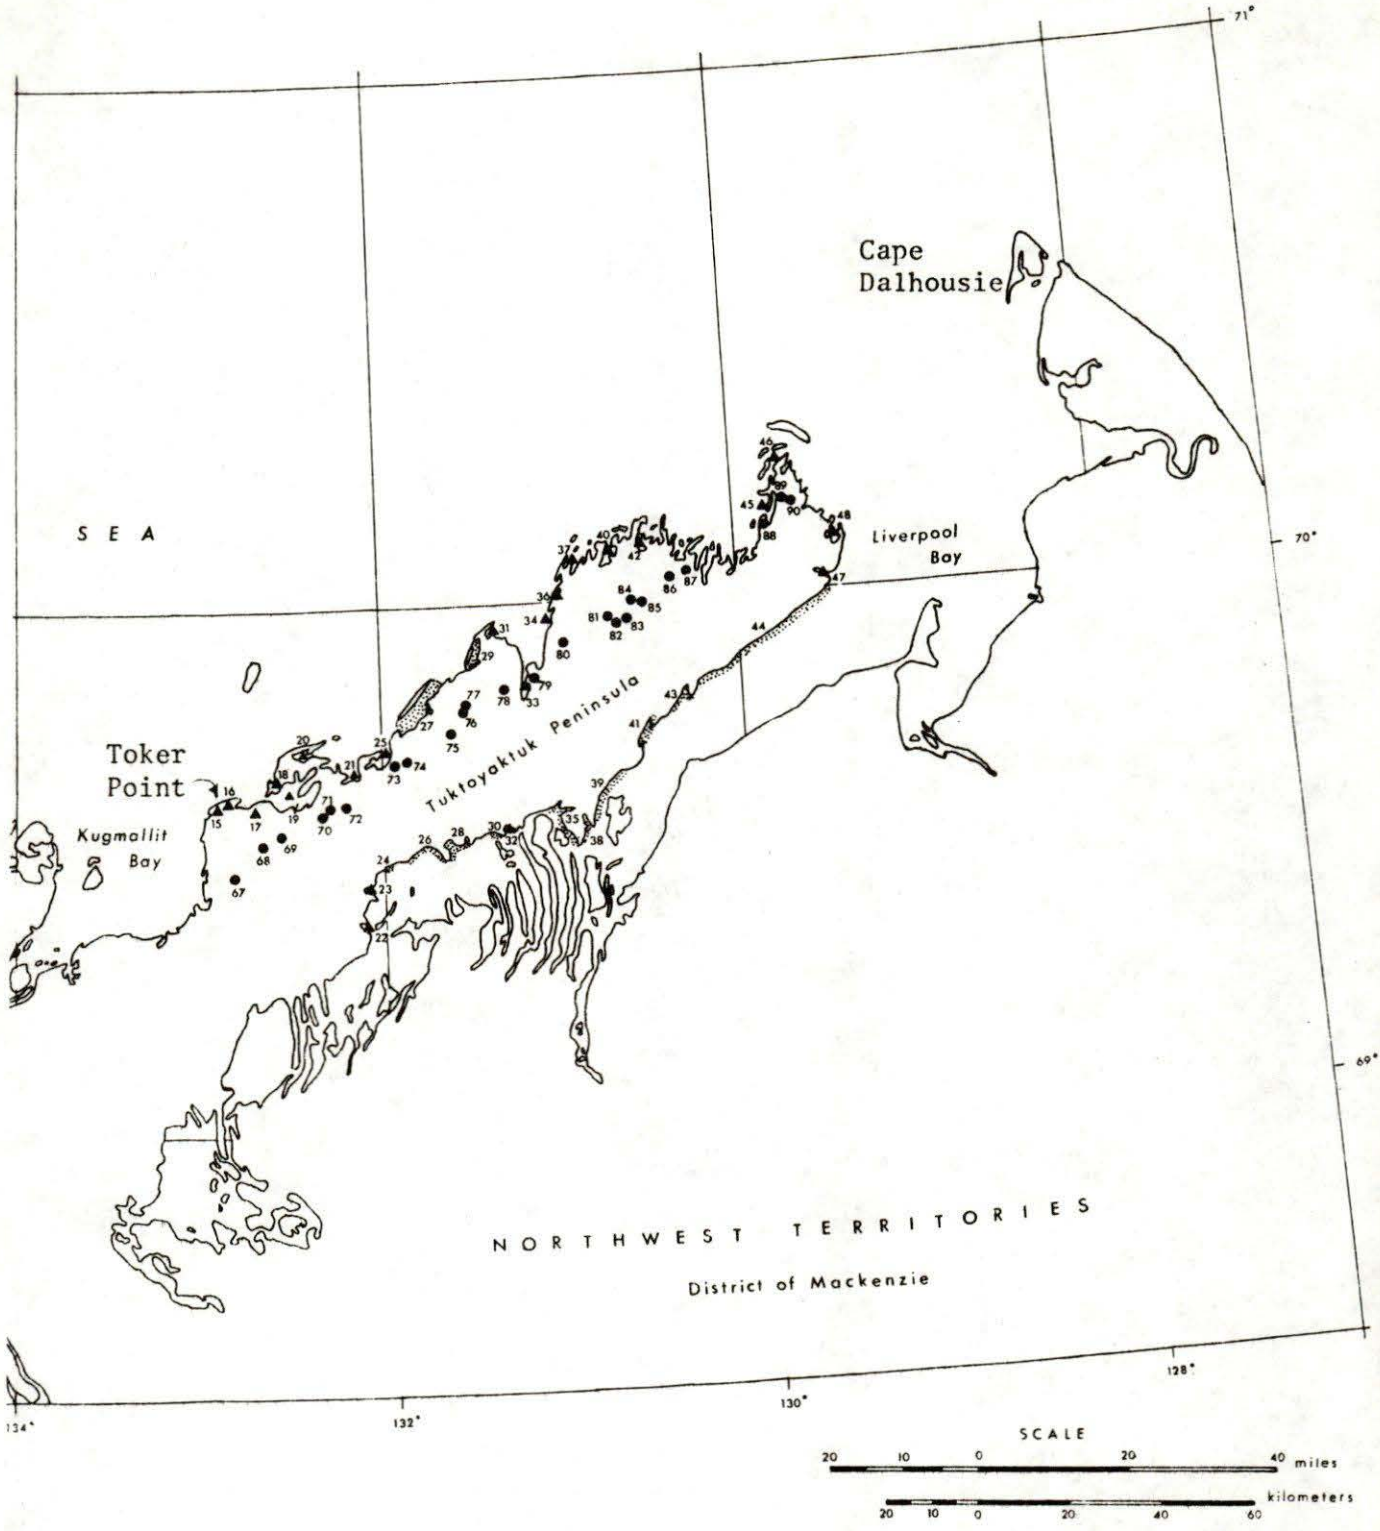 71°
Cape
Dalhousie
46
89
45 90 48
SEA
88
Liverpool
Bay
70°
40
37 42
47
87
86
36
84
85
34 81 83
82
44
31
80
29
79
43
78 33
77
76
27
41
75
Tuktoyaktuk Peninsula
20 25
21 73 74
39
Toker
Point
18
16
15 17 19 71
70 72
Kugmallit
Bay
68 69
30 32 35 38
26 28
24
67
23
22
69°
NORTHWEST TERRITORIES
District of Mackenzie
134° 132° 130° 128°
SCALE
20 10 0 20 40 miles
kilometers
20 10 0 20 40 60